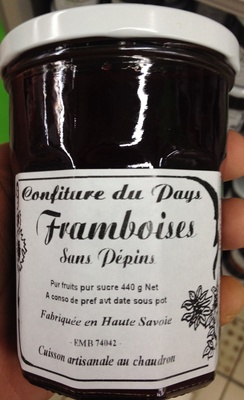 Confiture du Pays
Framboises
Sans Pépins
Pur fruits pur sucre 440 g Net
A conso de pref avt date sous pot
Fabriquée en Haute Savoie
- EMB 74042 -
Cuisson artisanale au chaudron